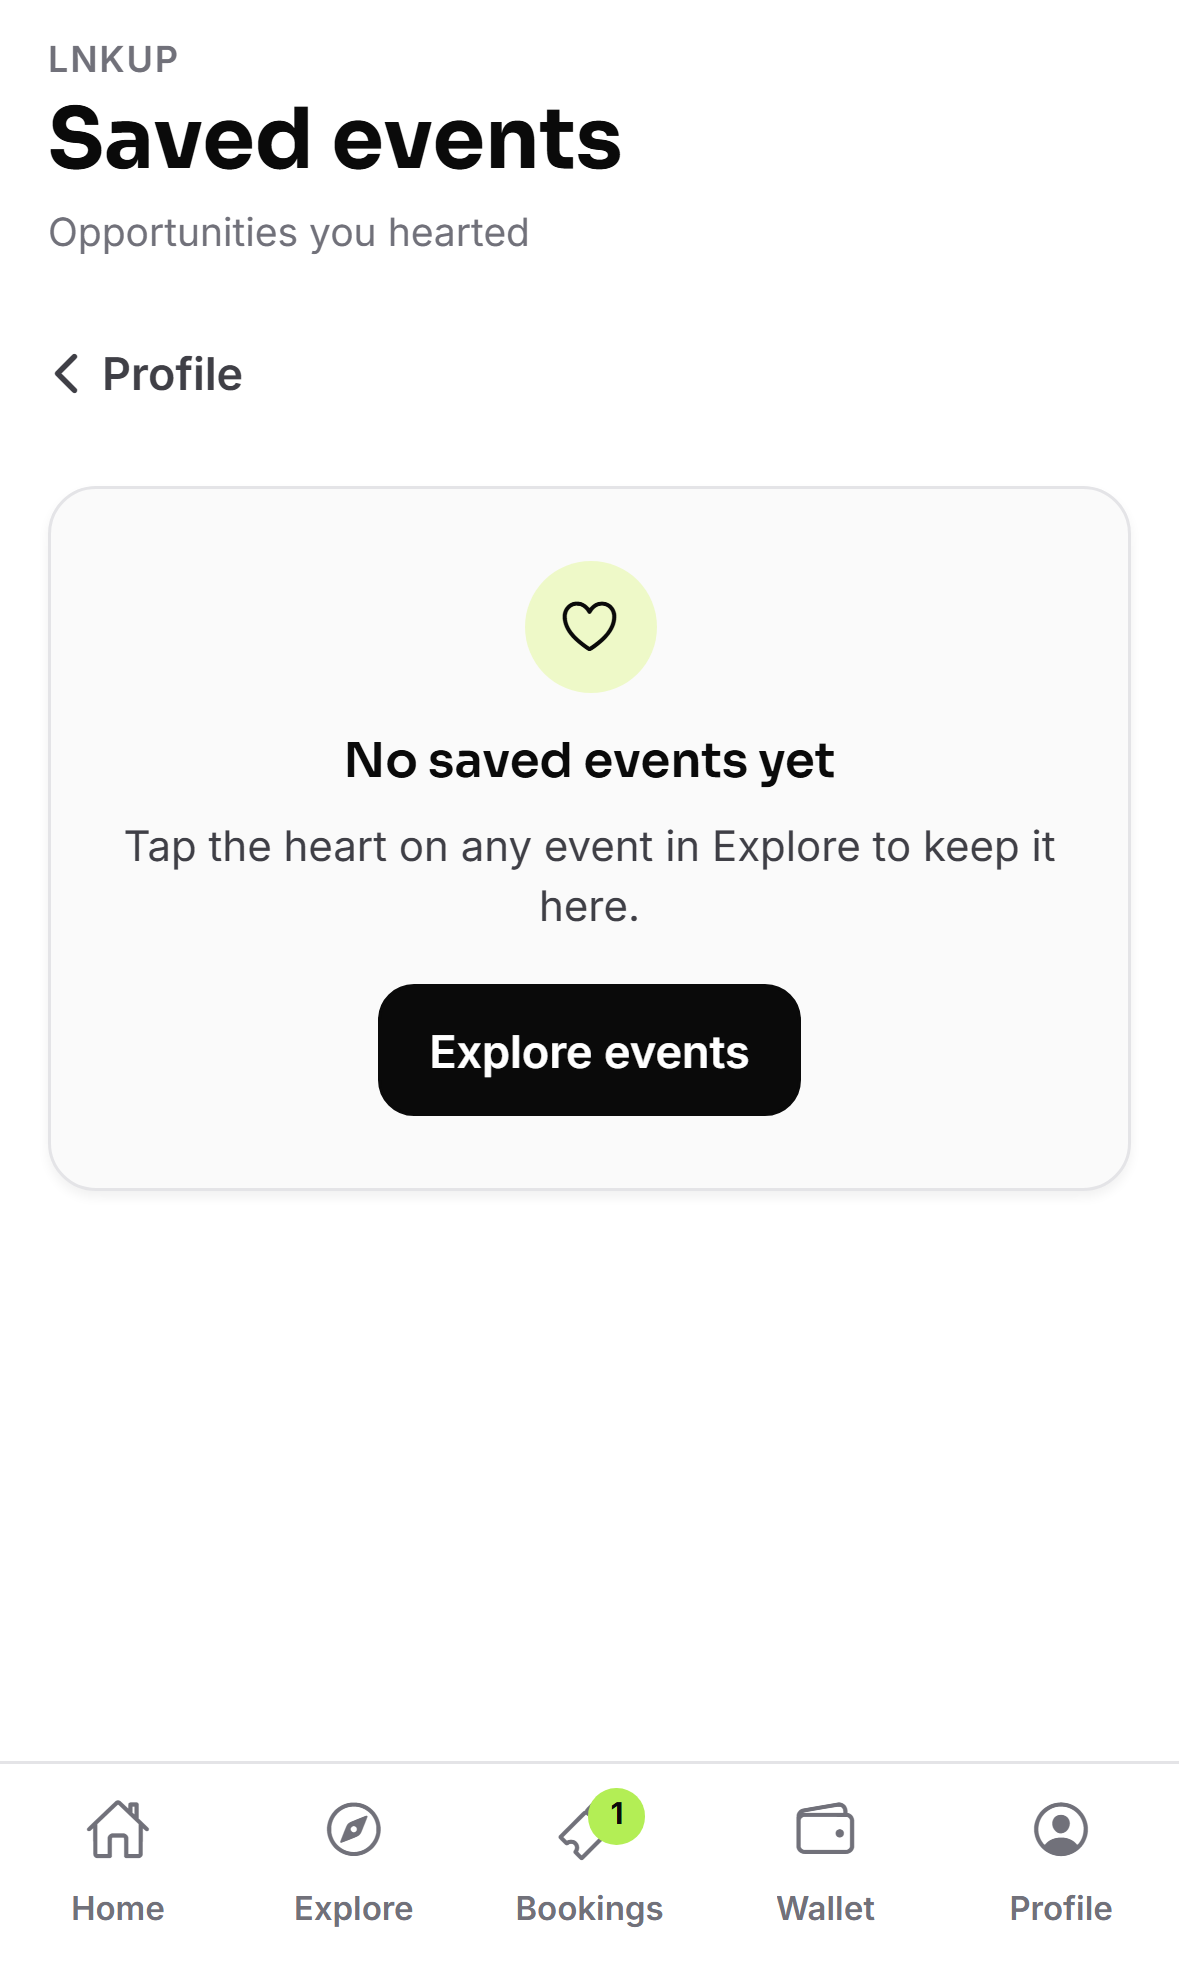 LNKUP
Saved events
Opportunities you hearted
Profile
No saved events yet
Tap the heart on any event in Explore to keep it
here.
Explore events
1
Home
Explore
Bookings
Wallet
Profile